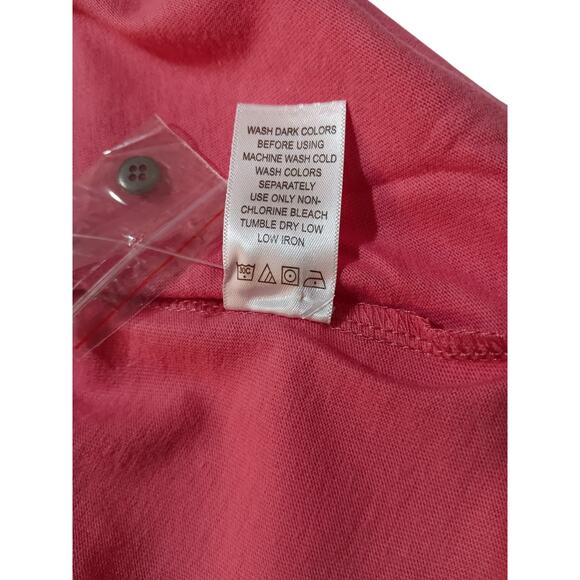 WASH DARK COLORS
BEFORE USING
MACHINE WASH COLD
WASH COLORS
SEPARATELY
USE ONLY NON-
CHLORINE BLEACH
TUMBLE DRY LOW
LOW IRON
30C